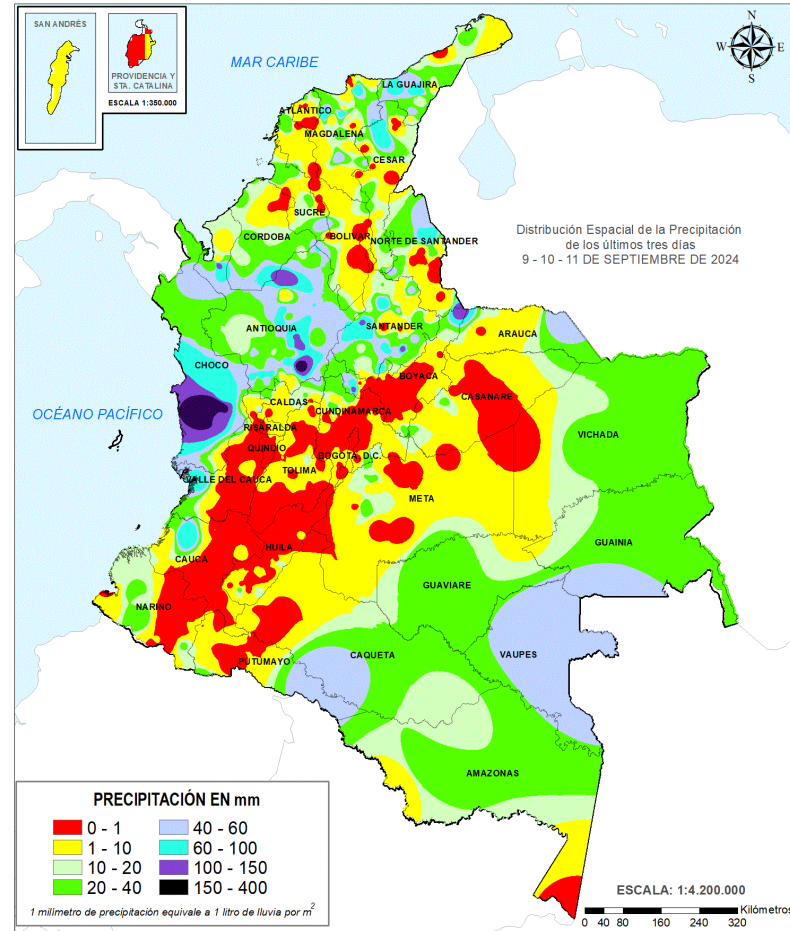 SAN ANDRÉS
PROVIDENCIA Y
STA. CATALINA
ESCALA 1:350.000
MAR CARIBE
N
W
E
S
LA GUAJIRA
ATLANTICO
MAGDALENA
CESAR
SUCRE
CORDOBA
BOLIVAR
NORTE DE SANTANDER
Distribución Espacial de la Precipitación
de los últimos tres días
9 - 10 - 11 DE SEPTIEMBRE DE 2024
ANTIOQUIA
SANTANDER
ARAUCA
CHOCO
BOYACA
CASANARE
CALDAS
CUNDINAMARCA
OCÉANO PACÍFICO
RISARALDA
VICHADA
QUINDIO
BOGOTA, D.C.
TOLIMA
VALLE DEL CAUCA
META
GUAINIA
HUILA
CAUCA
GUAVIARE
NARIÑO
CAQUETA
VAUPES
PUTUMAYO
AMAZONAS
PRECIPITACIÓN EN mm
0 - 1
40 - 60
1 - 10
60 - 100
10 - 20
100 - 150
20 - 40
150 - 400
1 milímetro de precipitación equivale a 1 litro de lluvia por m²
ESCALA: 1:4.200.000
Kilómetros
0 40 80 160 240 320